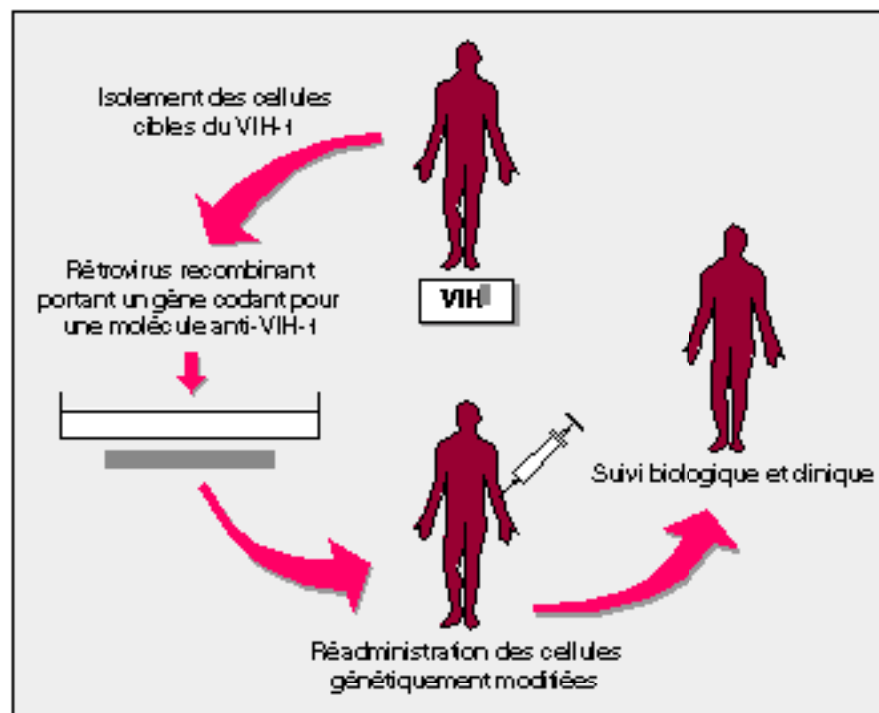 Isolement des cellules
cibles du VIH-1
Rétrovirus recombinant
portant un gène codant pour
une molécule anti-VIH-1
VIH
Suivi biologique et clinique
Réadministration des cellules
génétiquement modifiées